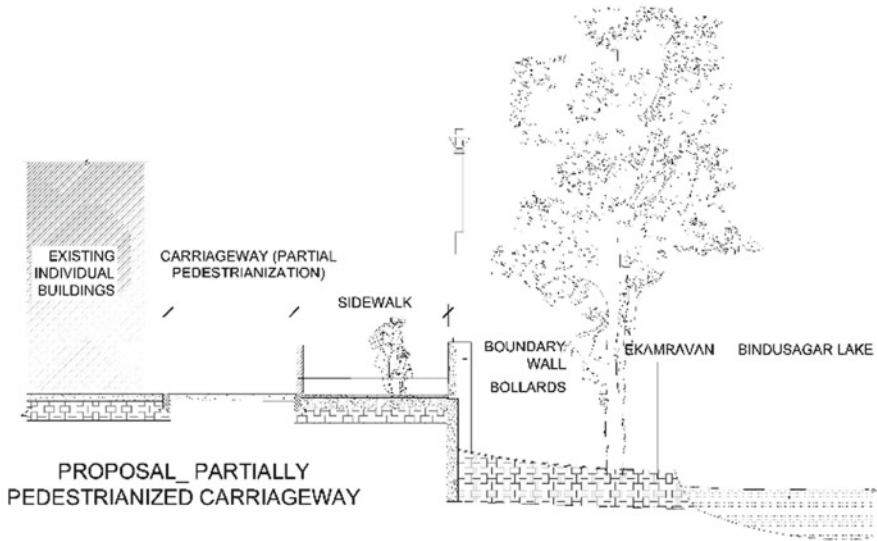 EXISTING
INDIVIDUAL
BUILDINGS
CARRIAGEWAY (PARTIAL
PEDESTRIANIZATION)
SIDEWALK
BOUNDARY
WALL
BOLLARDS
EKAMRAVAN
BINDUSAGAR LAKE
PROPOSAL_ PARTIALLY
PEDESTRIANIZED CARRIAGEWAY